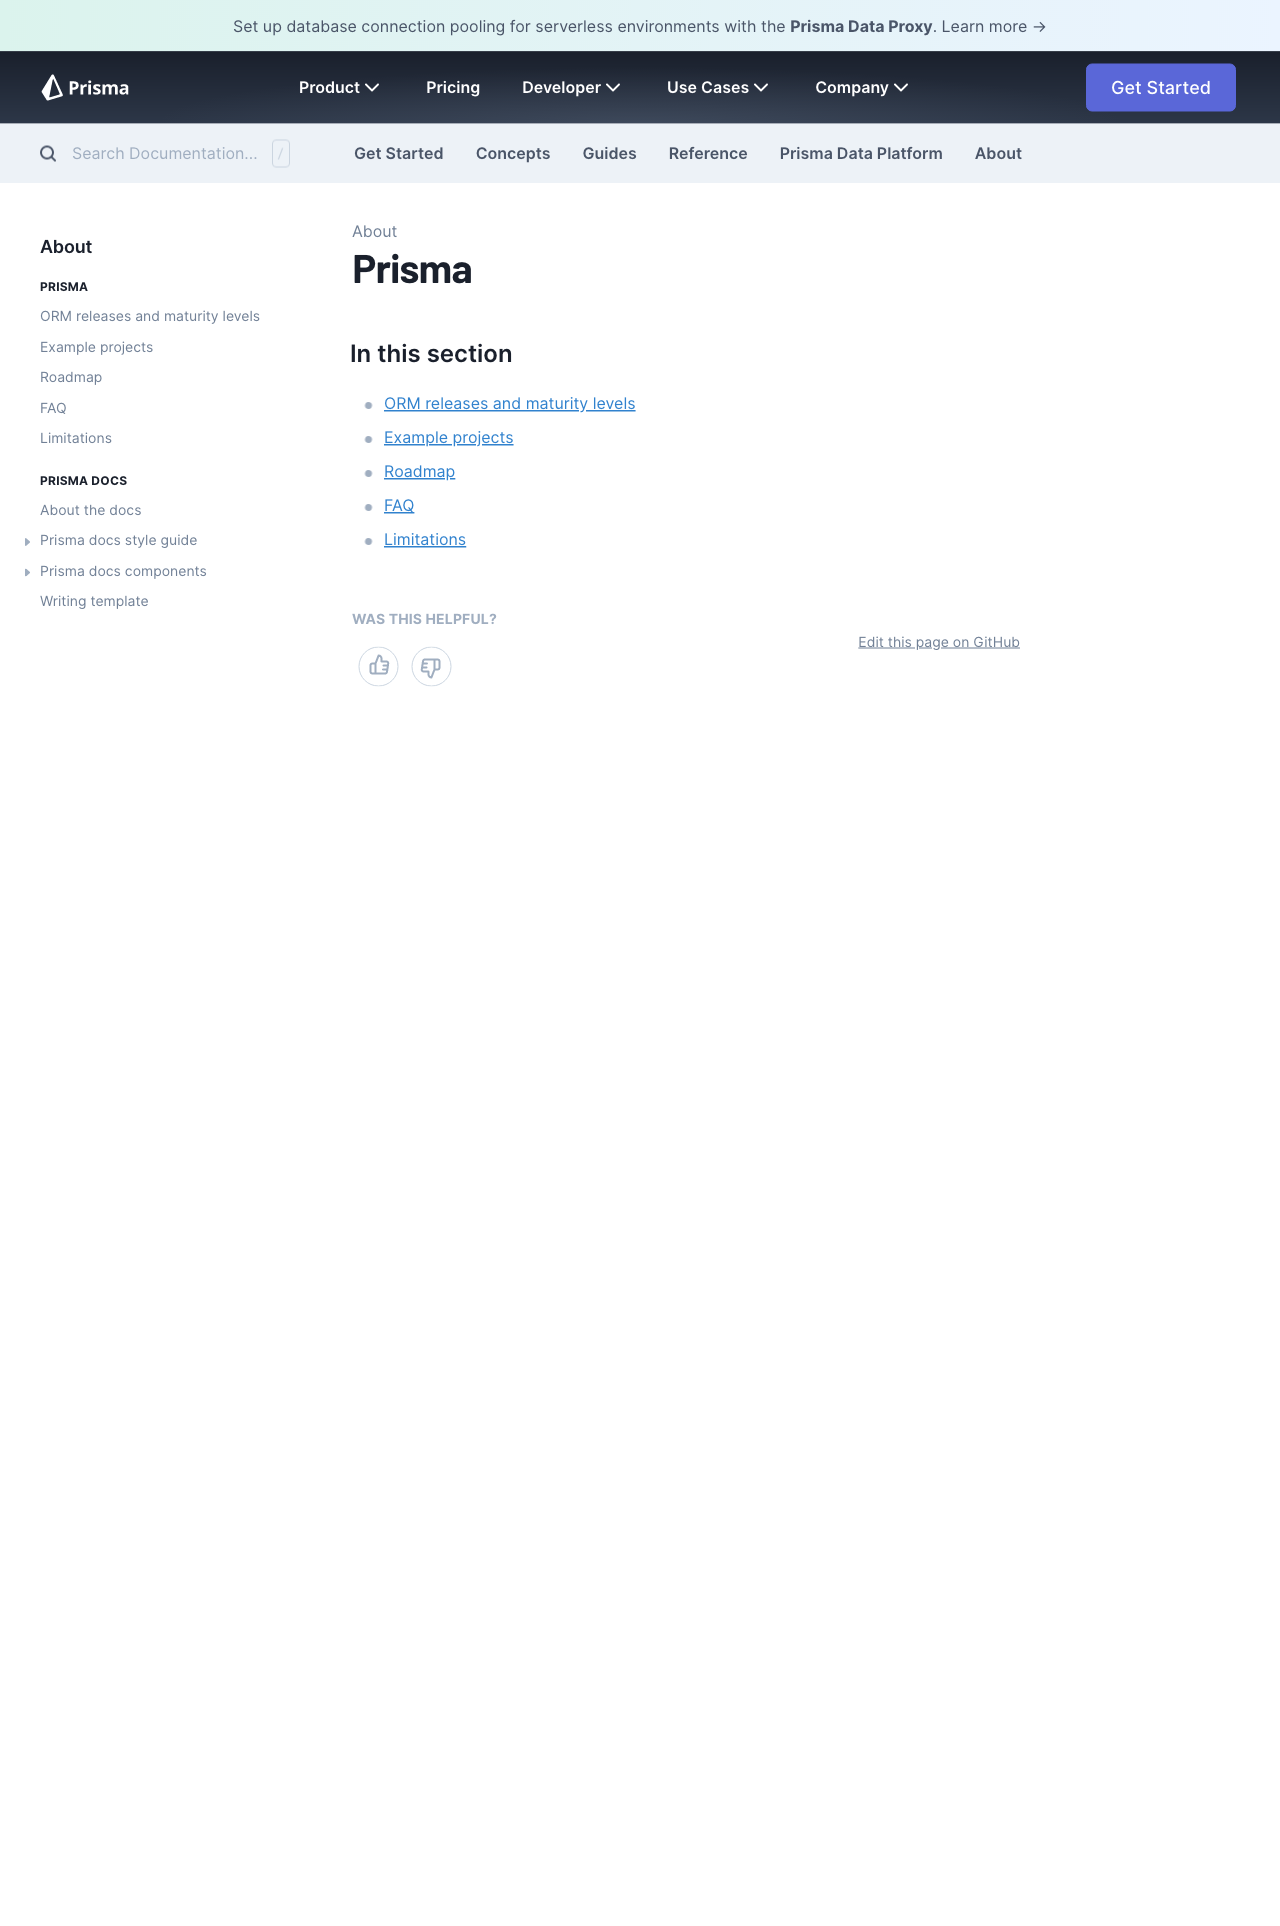 Set up database connection pooling for serverless environments with the Prisma Data Proxy. Learn more →
Prisma
Product
Pricing
Developer
Use Cases
Company
Get Started
Search Documentation...
/
Get Started
Concepts
Guides
Reference
Prisma Data Platform
About
About
PRISMA
ORM releases and maturity levels
Example projects
Roadmap
FAQ
Limitations
PRISMA DOCS
About the docs
Prisma docs style guide
Prisma docs components
Writing template
About
Prisma
In this section
ORM releases and maturity levels
Example projects
Roadmap
FAQ
Limitations
WAS THIS HELPFUL?
Edit this page on GitHub